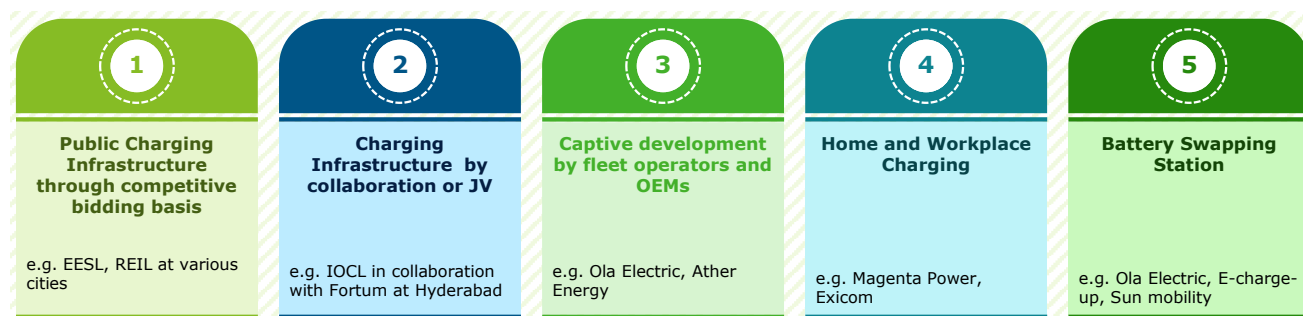 1
Public Charging
Infrastructure
through competitive
bidding basis
e.g. EESL, REIL at various
cities
2
Charging
Infrastructure by
collaboration or JV
e.g. IOCL in collaboration
with Fortum at Hyderabad
3
Captive development
by fleet operators and
OEMs
e.g. Ola Electric, Ather
Energy
4
Home and Workplace
Charging
e.g. Magenta Power,
Exicom
5
Battery Swapping
Station
e.g. Ola Electric, E-charge-
up, Sun mobility